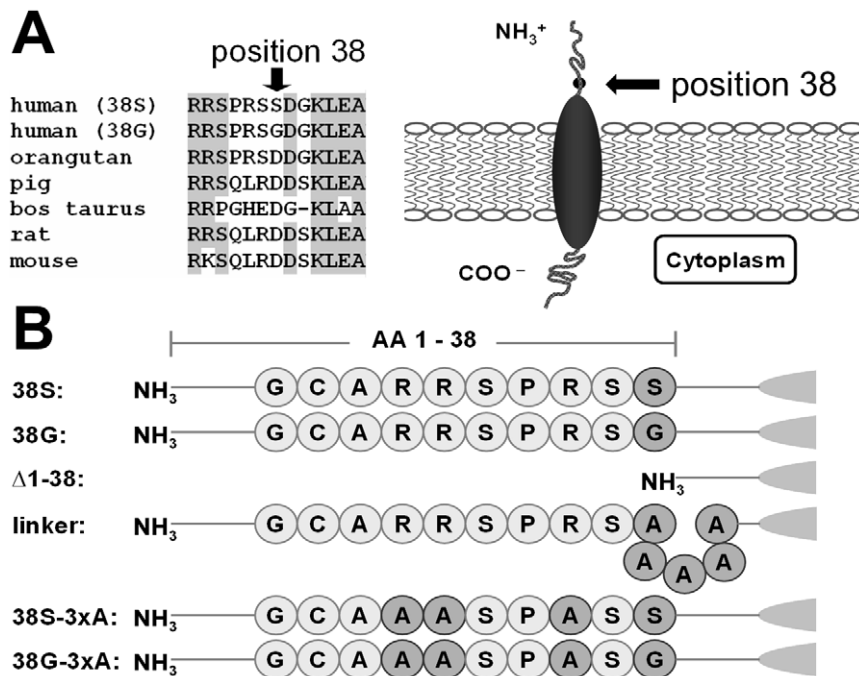 A
position 38
human (38S) RRSPRSSDGKLEA
human (38G) RRSPRSGDGKLEA
orangutan RRSPRSDDGKLEA
pig RRSQLRDDSKLEA
bos taurus RRPGHEDG-KLAA
rat RRSQLRDDSKLEA
mouse RKSQLRDDSKLEA
NH3+
position 38
COO−
Cytoplasm
B
AA 1 - 38
38S: NH3 G C A R R S P R S S
38G: NH3 G C A R R S P R S G
Δ1-38: NH3
linker: NH3 G C A R R S P R S A A
A A A
38S-3xA: NH3 G C A A A S P A S S
38G-3xA: NH3 G C A A A S P A S G